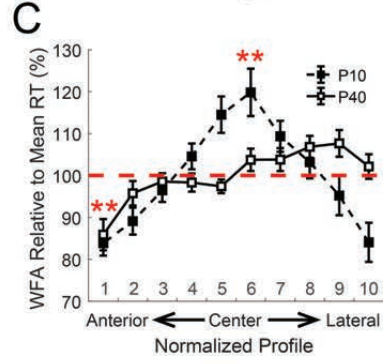 C
WFA Relative to Mean RT (%)
130
120
110
100
90
80
70
**
**
P10
P40
1 2 3 4 5 6 7 8 9 10
Anterior Center Lateral
Normalized Profile